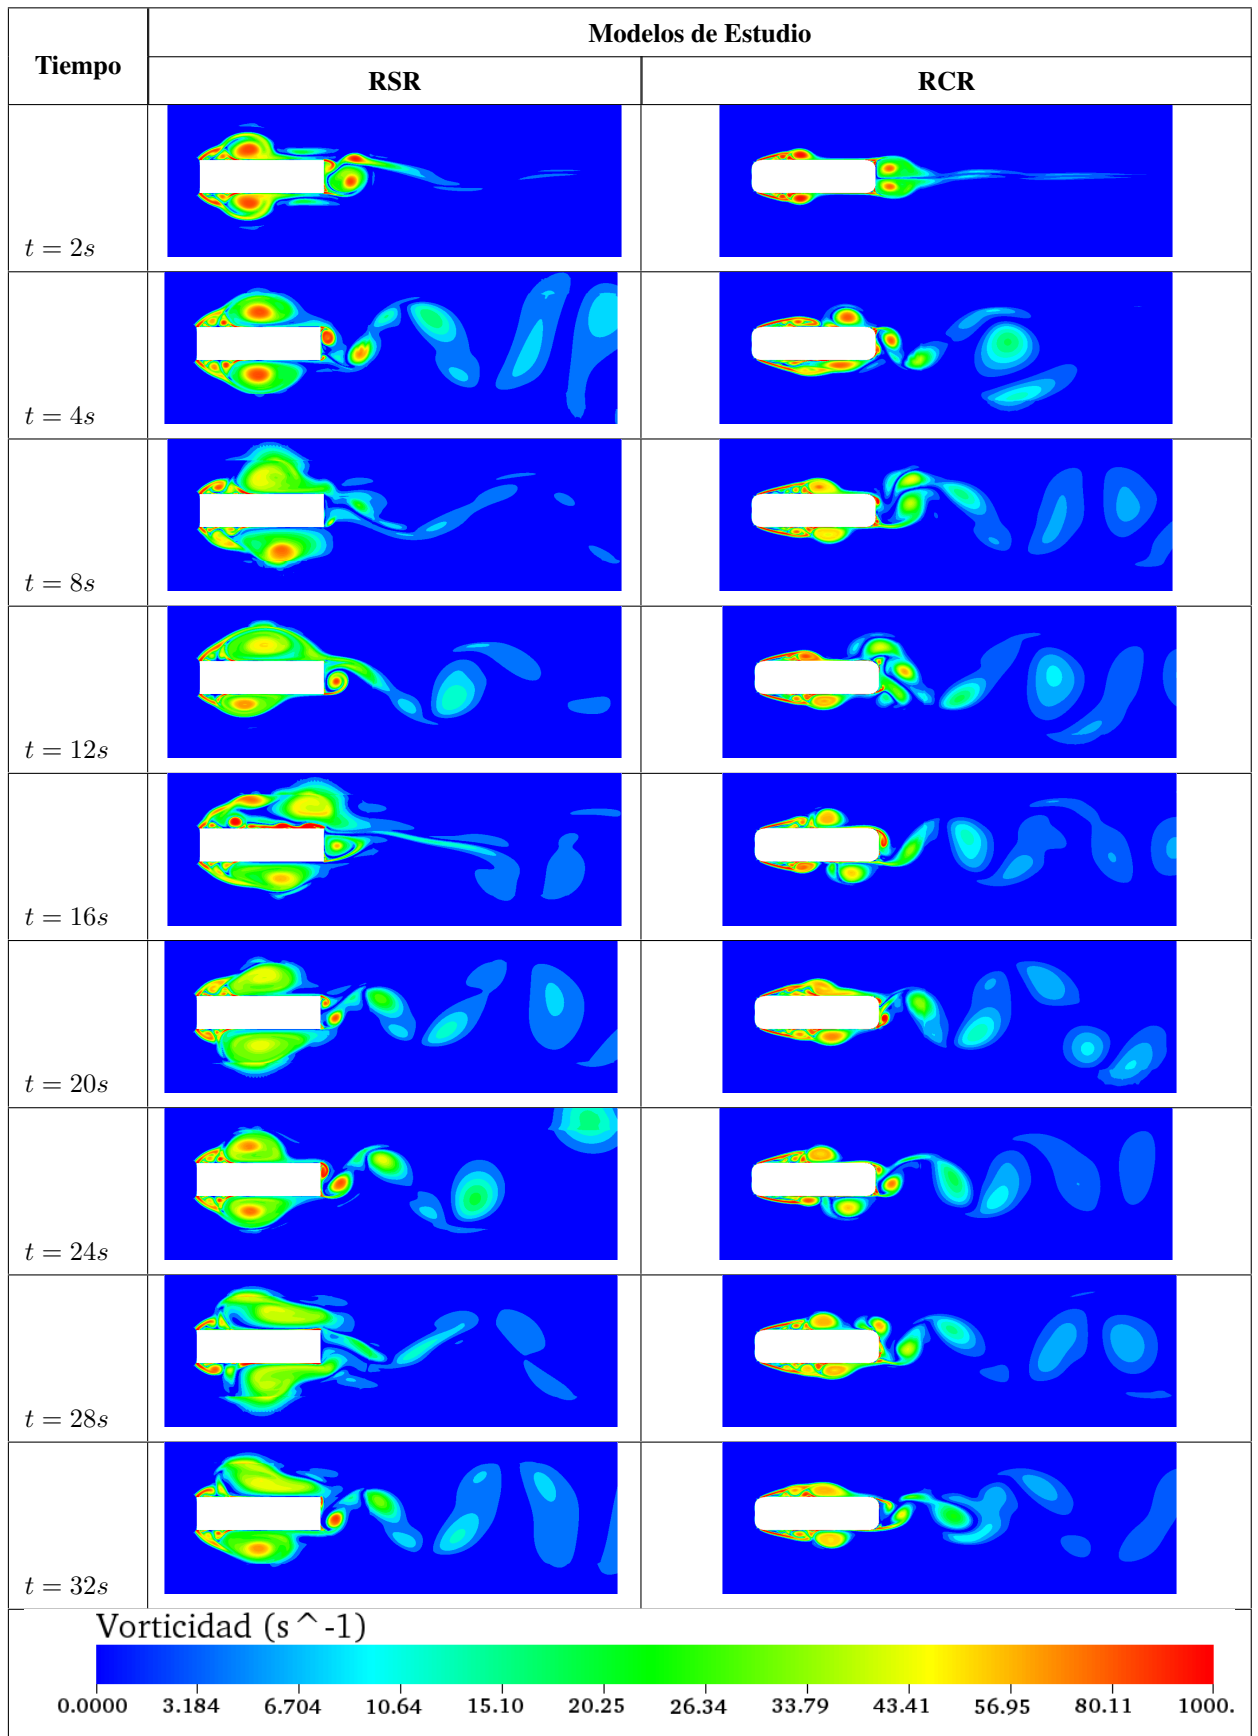 Modelos de Estudio
Tiempo
RSR RCR
t = 2s
t = 4s
t = 8s
t = 12s
t = 16s
t = 20s
t = 24s
t = 28s
t = 32s
Vorticidad (s^-1)
0.0000 3.184 6.704 10.64 15.10 20.25 26.34 33.79 43.41 56.95 80.11 1000.